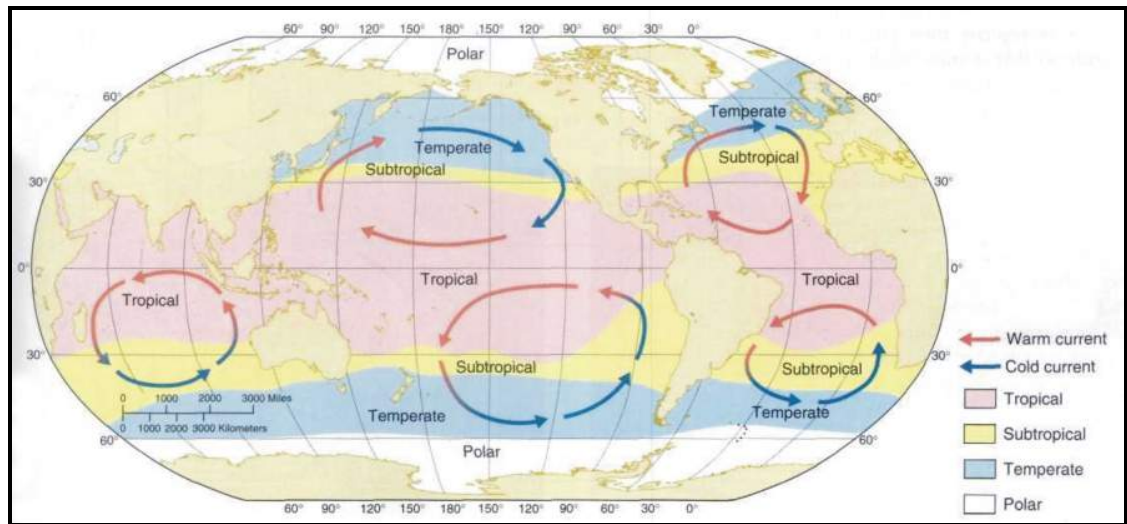 60° 90° 120° 150° 180° 150° 120° 90° 60° 0°
Polar
60° 60°
Temperate
Temperate
Subtropical
Subtropical
30° 30°
0° Tropical Tropical Tropical 0°
30° 30°
Subtropical Subtropical
Temperate Temperate
0 1000 2000 3000 Miles
0 1000 2000 3000 Kilometers
60° 60°
Polar
60° 90° 120° 150° 180° 150° 120° 90° 60° 0°
Warm current
Cold current
Tropical
Subtropical
Temperate
Polar